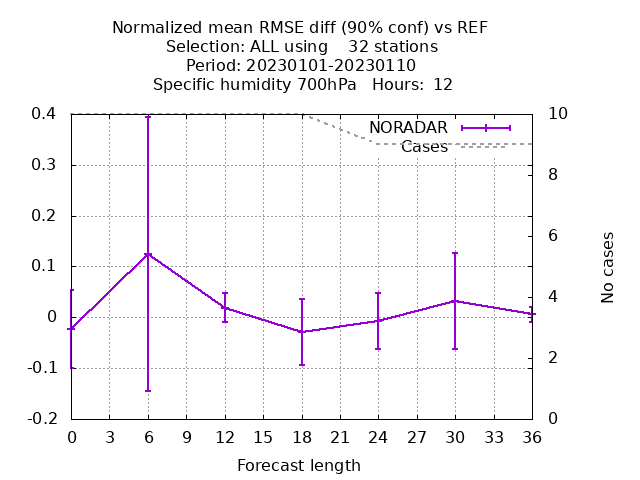 Normalized mean RMSE diff (90% conf) vs REF
Selection: ALL using    32 stations
Period: 20230101-20230110
Specific humidity 700hPa   Hours:  12
0.4
0.3
0.2
0.1
0
-0.1
-0.2
NORADAR
Cases
10
8
6
4
2
0
No cases
0 3 6 9 12 15 18 21 24 27 30 33 36
Forecast length